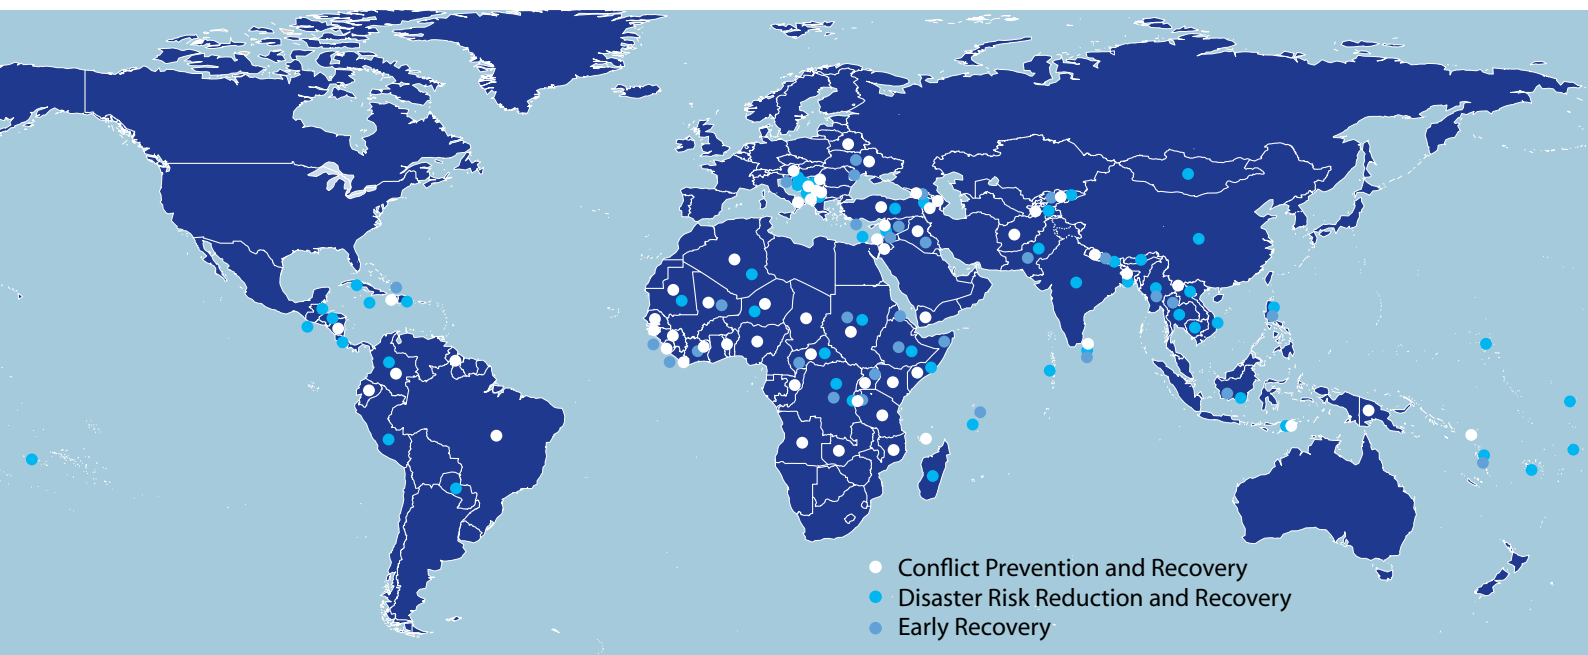 Conflict Prevention and Recovery
Disaster Risk Reduction and Recovery
Early Recovery